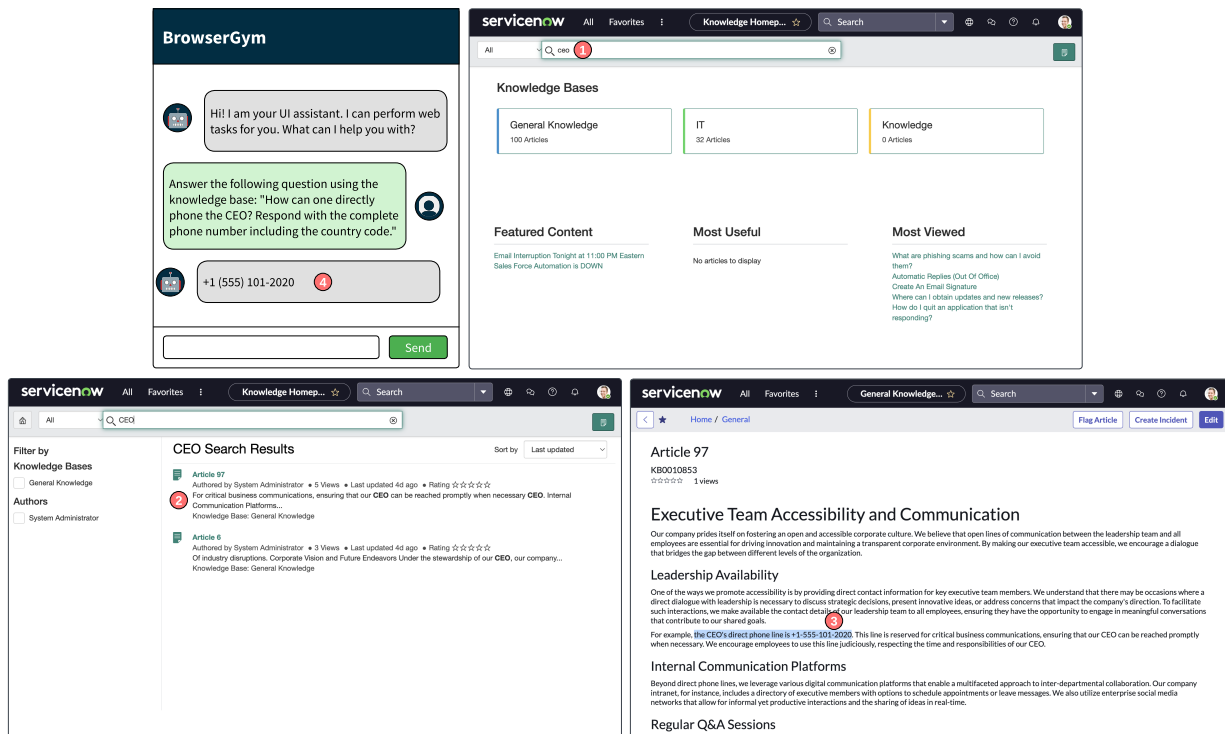 BrowserGym
Hi! I am your UI assistant. I can perform web
tasks for you. What can I help you with?
Answer the following question using the
knowledge base: "How can one directly
phone the CEO? Respond with the complete
phone number including the country code."
+1 (555) 101-2020
4
Send
servicenow All Favorites Knowledge Homep... Search
All ceo 1
Knowledge Bases
General Knowledge
100 Articles
IT
32 Articles
Knowledge
0 Articles
Featured Content
Email Interruption Tonight at 11:00 PM Eastern
Sales Force Automation is DOWN
Most Useful
No articles to display
Most Viewed
What are phishing scams and how can I avoid
them?
Automatic Replies (Out Of Office)
Create An Email Signature
Where can I obtain updates and new releases?
How do I quit an application that isn't
responding?
servicenow All Favorites Knowledge Homep... Search
All CEO
Filter by
Knowledge Bases
General Knowledge
Authors
System Administrator
CEO Search Results
Sort by Last updated
Article 97
Authored by System Administrator • 5 Views • Last updated 4d ago • Rating ☆☆☆☆☆
2
For critical business communications, ensuring that our CEO can be reached promptly when necessary CEO. Internal
Communication Platforms...
Knowledge Base: General Knowledge
Article 6
Authored by System Administrator • 3 Views • Last updated 4d ago • Rating ☆☆☆☆☆
Of industry disruptions. Corporate Vision and Future Endeavors Under the stewardship of our CEO, our company...
Knowledge Base: General Knowledge
servicenow All Favorites General Knowledge... Search
Home / General
Flag Article Create Incident Edit
Article 97
KB0010853
☆☆☆☆☆ 1 views
Executive Team Accessibility and Communication
Our company prides itself on fostering an open and accessible corporate culture. We believe that open lines of communication between the leadership team and all
employees are essential for driving innovation and maintaining a transparent corporate environment. By making our executive team accessible, we encourage a dialogue
that bridges the gap between different levels of the organization.
Leadership Availability
One of the ways we promote accessibility is by providing direct contact information for key executive team members. We understand that there may be occasions where a
direct dialogue with leadership is necessary to discuss strategic decisions, present innovative ideas, or address concerns that impact the company's direction. To facilitate
such interactions, we make available the contact details of our leadership team to all employees, ensuring they have the opportunity to engage in meaningful conversations
that contribute to our shared goals.
3
For example, the CEO's direct phone line is +1-555-101-2020. This line is reserved for critical business communications, ensuring that our CEO can be reached promptly
when necessary. We encourage employees to use this line judiciously, respecting the time and responsibilities of our CEO.
Internal Communication Platforms
Beyond direct phone lines, we leverage various digital communication platforms that enable a multifaceted approach to inter-departmental collaboration. Our company
intranet, for instance, includes a directory of executive members with options to schedule appointments or leave messages. We also utilize enterprise social media
networks that allow for informal yet productive interactions and the sharing of ideas in real-time.
Regular Q&A Sessions